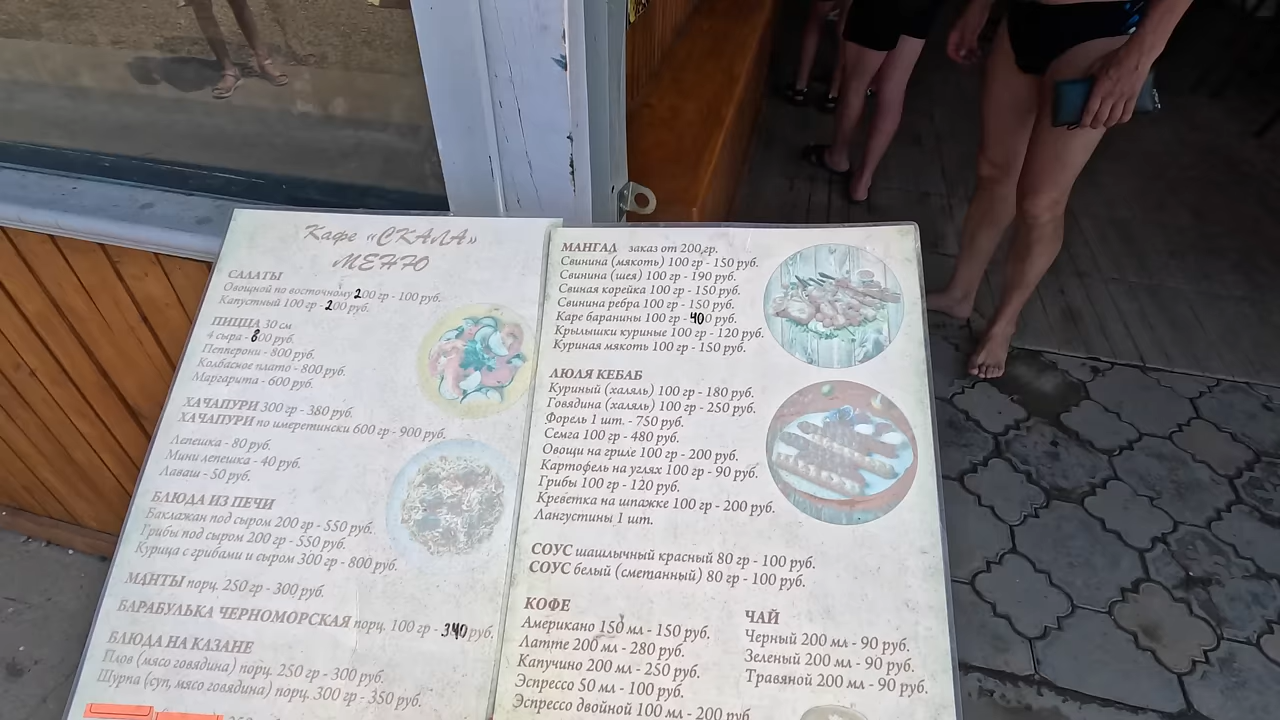 Кафе «СКАЛА»
МЕНЮ
САЛАТЫ
Овощной по восточному 200 гр - 100 руб.
Капустный 100 гр - 200 руб.
ПИЦЦА 30 см
4 сыра - 800 руб.
Пепперони - 800 руб.
Колбасное плато - 800 руб.
Маргарита - 600 руб.
ХАЧАПУРИ 300 гр - 380 руб.
ХАЧАПУРИ по имеретински 600 гр - 900 руб.
Лепешка - 80 руб.
Мини лепешка - 40 руб.
Лаваш - 50 руб.
БЛЮДА ИЗ ПЕЧИ
Баклажан под сыром 200 гр - 550 руб.
Грибы под сыром 200 гр - 550 руб.
Курица с грибами и сыром 300 гр - 800 руб.
МАНТЫ порц. 250 гр - 300 руб.
БАРАБУЛЬКА ЧЕРНОМОРСКАЯ порц. 100 гр - 340 руб.
БЛЮДА НА КАЗАНЕ
Плов (мясо говядина) порц. 250 гр - 300 руб.
Шурпа (суп, мясо говядина) порц. 300 гр - 350 руб.
МАНГАЛ заказ от 200 гр.
Свинина (мякоть) 100 гр - 150 руб.
Свинина (шея) 100 гр - 190 руб.
Свиная корейка 100 гр - 150 руб.
Свинина ребра 100 гр - 150 руб.
Каре баранины 100 гр - 400 руб.
Крылышки куриные 100 гр - 120 руб.
Куриная мякоть 100 гр - 150 руб.
ЛЮЛЯ КЕБАБ
Куриный (халяль) 100 гр - 180 руб.
Говядина (халяль) 100 гр - 250 руб.
Форель 1 шт. - 750 руб.
Семга 100 гр - 480 руб.
Овощи на гриле 100 гр - 200 руб.
Картофель на углях 100 гр - 90 руб.
Грибы 100 гр - 120 руб.
Креветка на шпажке 100 гр - 200 руб.
Лангустины 1 шт.
СОУС шашлычный красный 80 гр - 100 руб.
СОУС белый (сметанный) 80 гр - 100 руб.
КОФЕ
Американо 150 мл - 150 руб.
Латте 200 мл - 280 руб.
Капучино 200 мл - 250 руб.
Эспрессо 50 мл - 100 руб.
Эспрессо двойной 100 мл - 200 руб.
ЧАЙ
Черный 200 мл - 90 руб.
Зеленый 200 мл - 90 руб.
Травяной 200 мл - 90 руб.